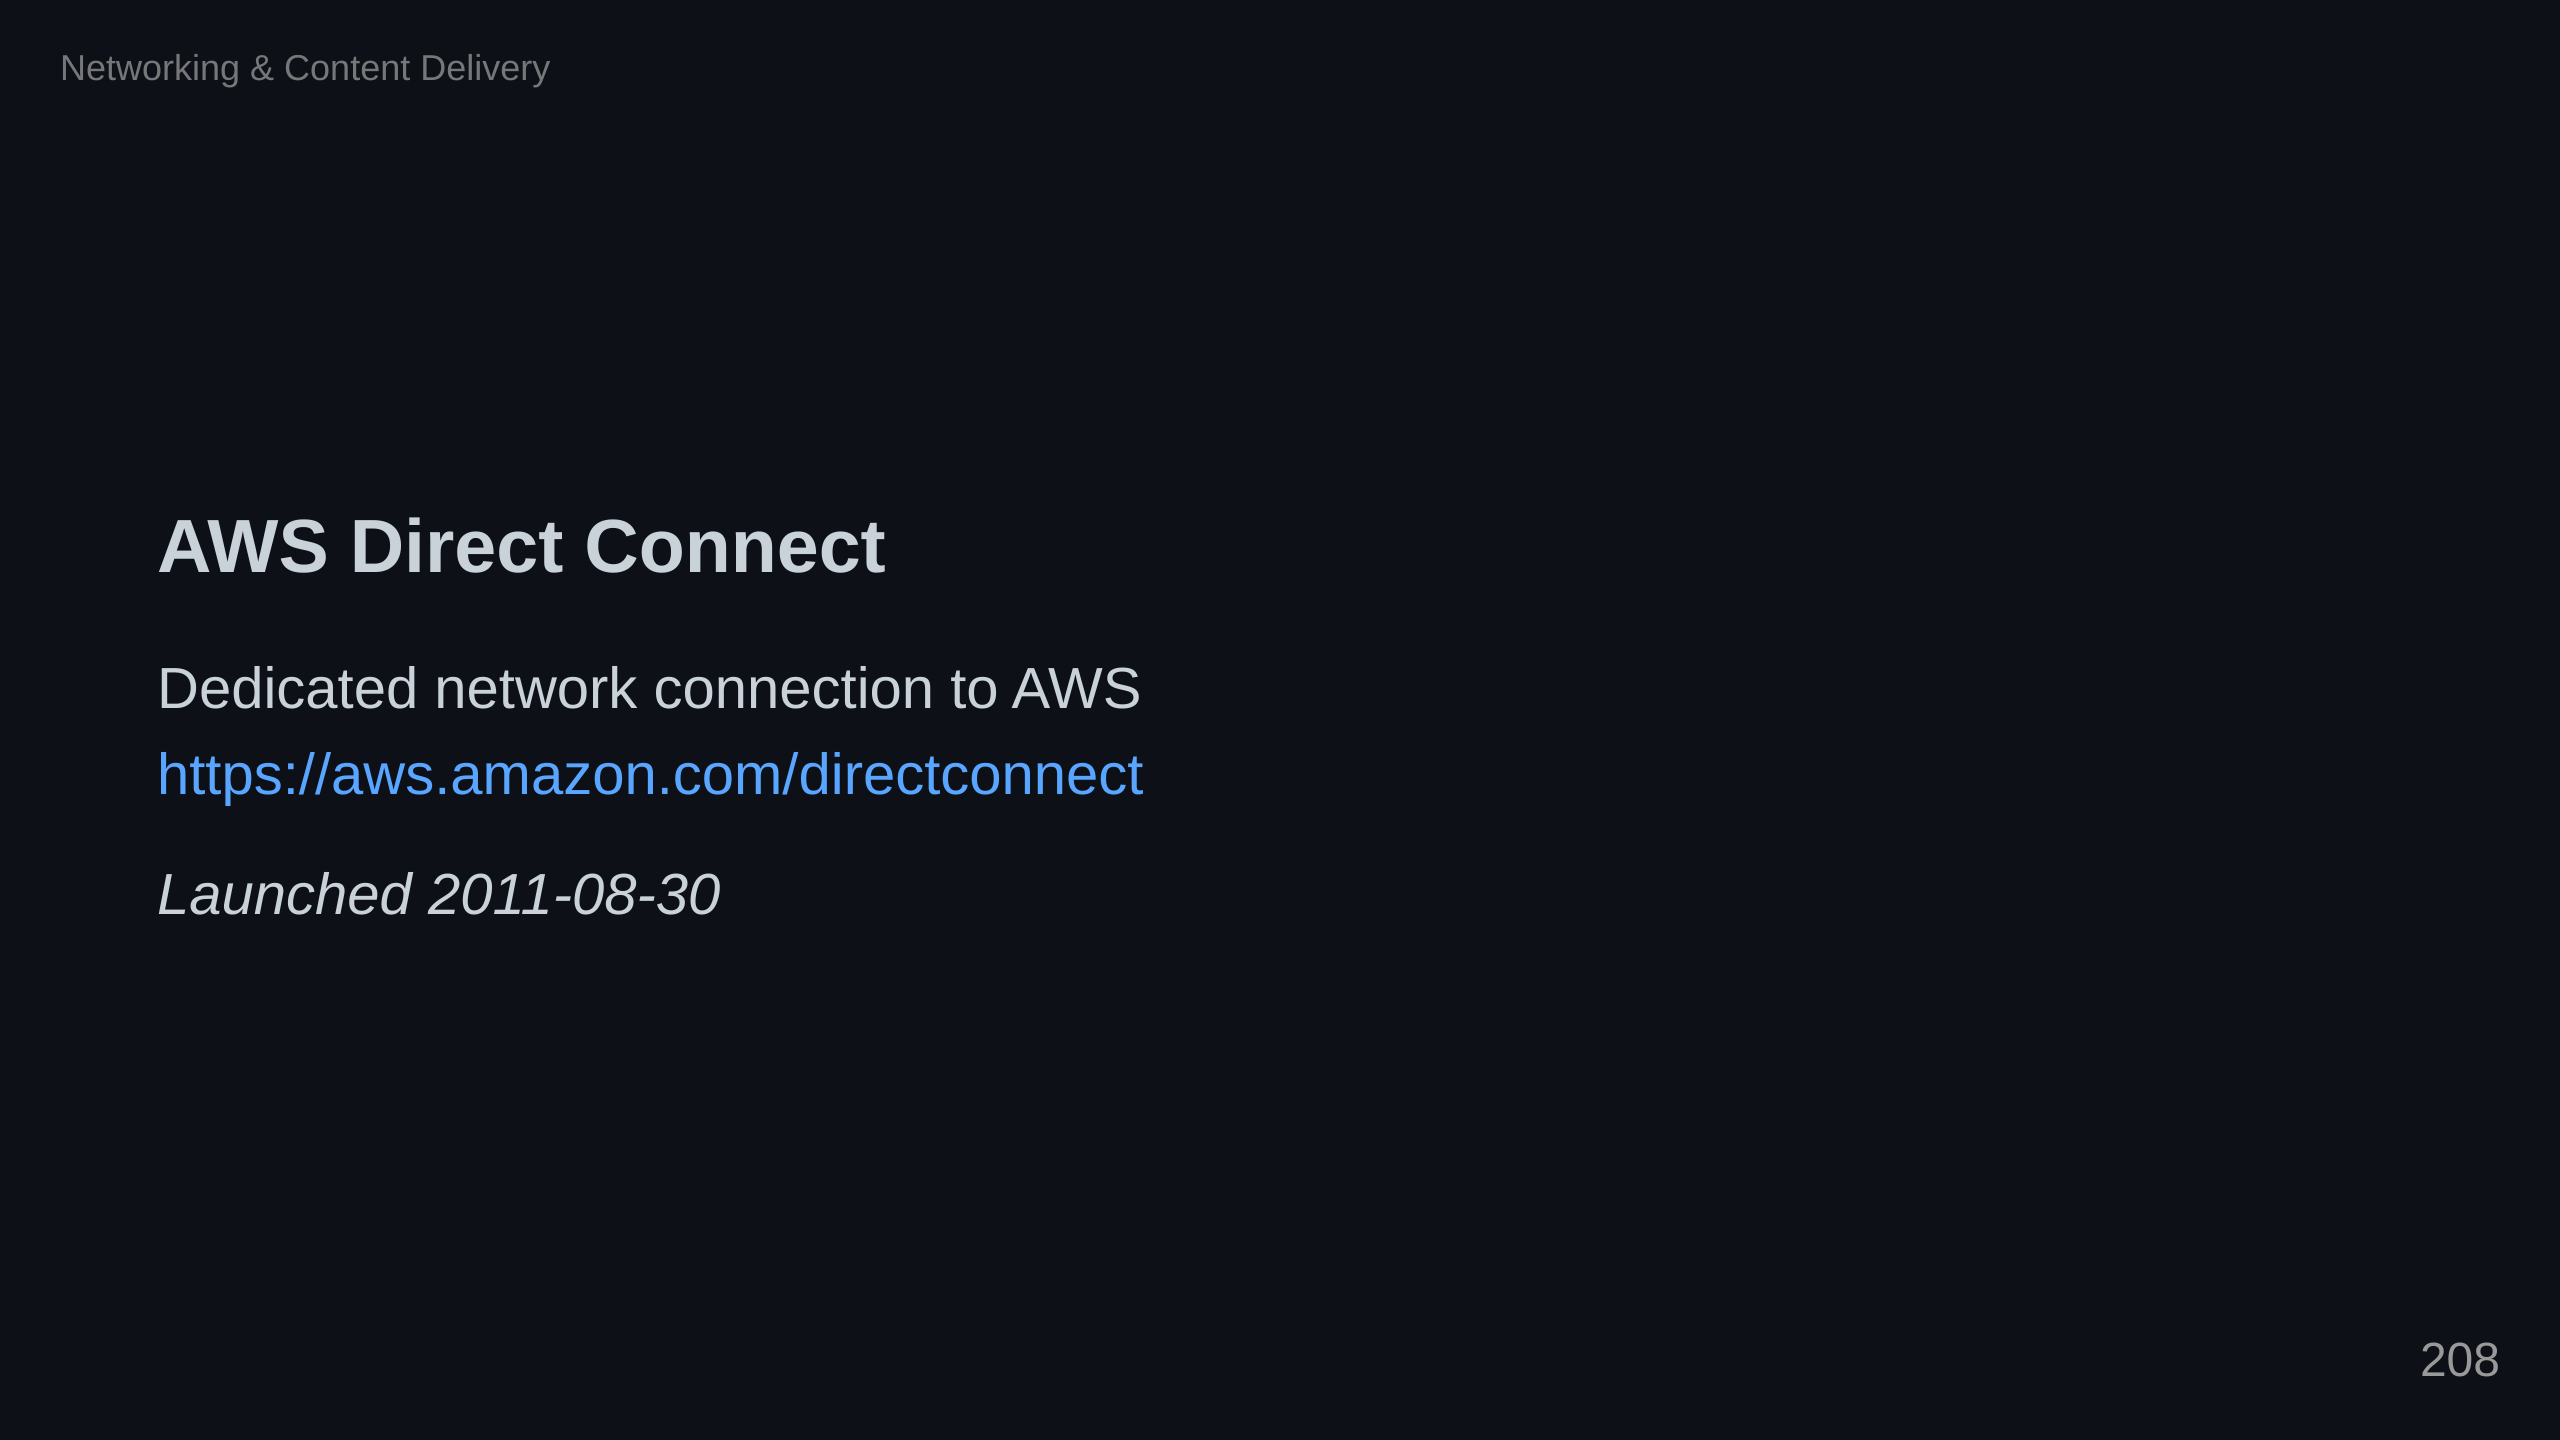 Networking & Content Delivery
AWS Direct Connect
Dedicated network connection to AWS
https://aws.amazon.com/directconnect
Launched 2011-08-30
208